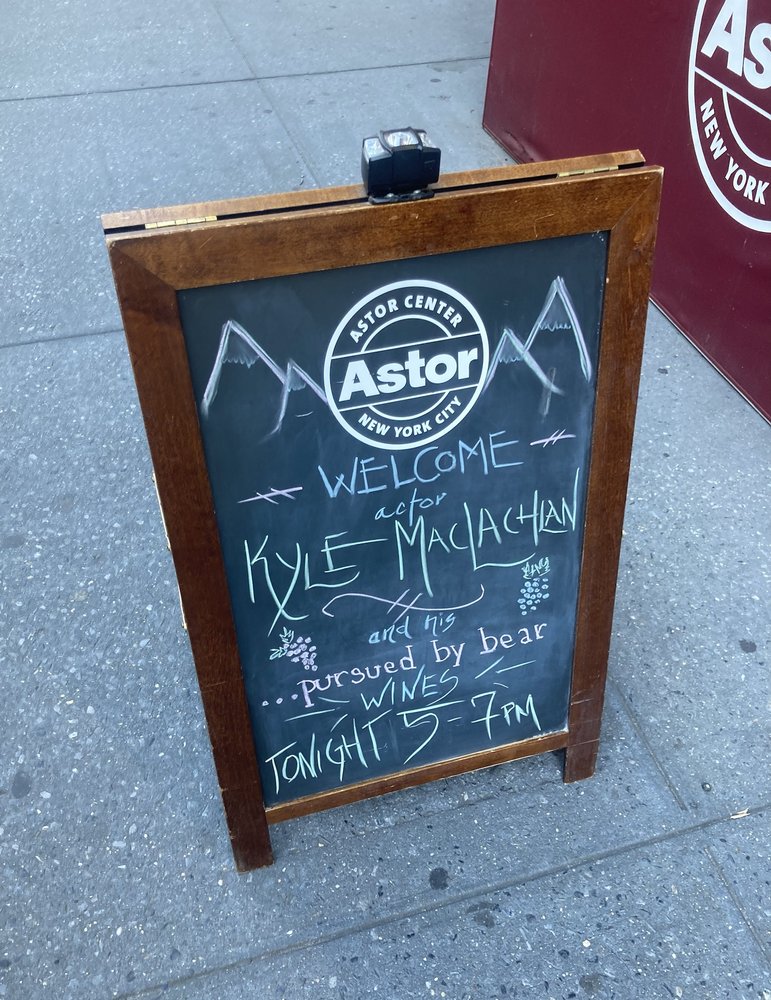 ASTOR CENTER
Astor
NEW YORK CITY
WELCOME
actor
KYLE MACLACHLAN
and his
...pursued by bear
WINES
TONIGHT 5-7PM
As
NEW YORK